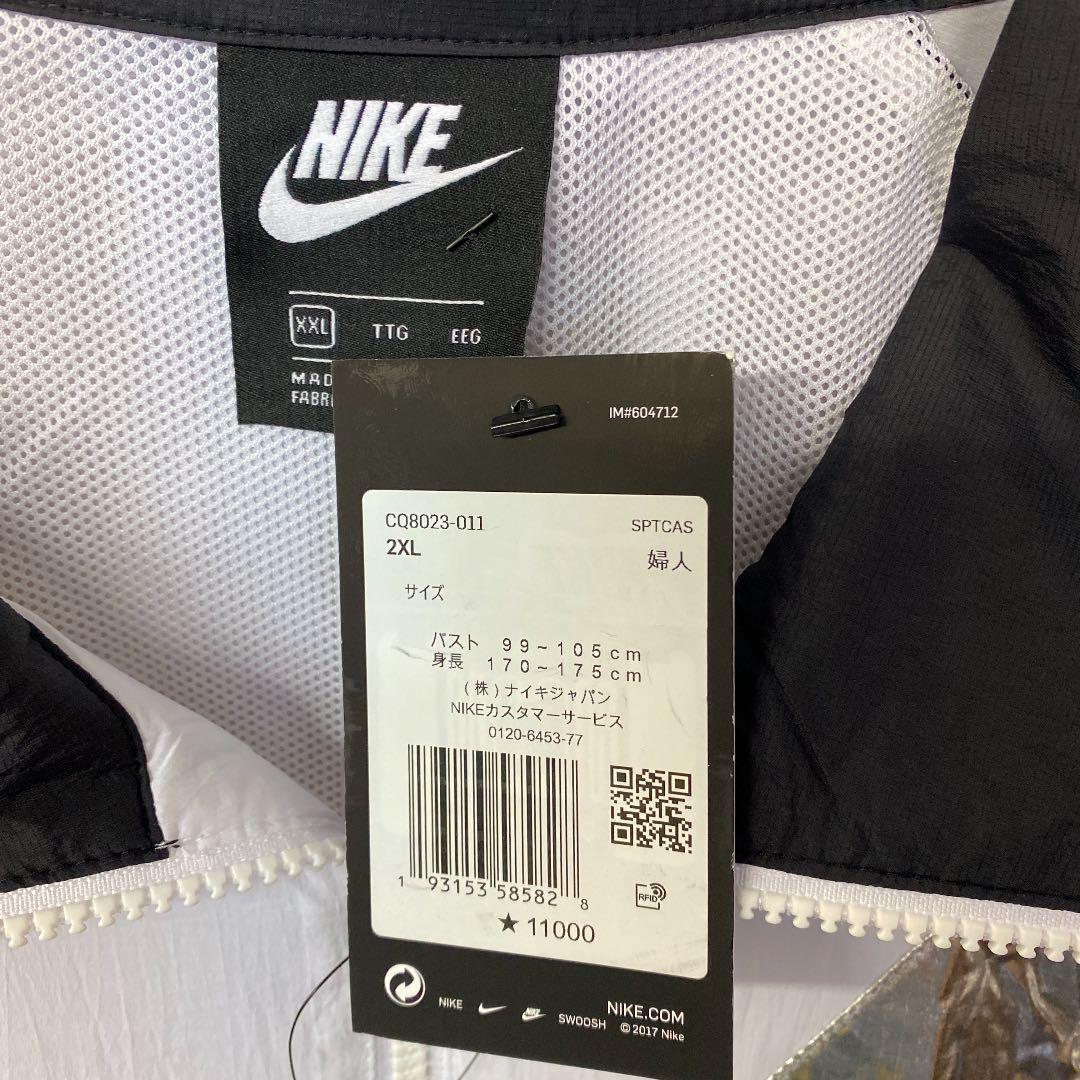 NIKE
XXL TTG EEG
MAD
FABRI
IM#604712
CQ8023-011 SPTCAS
2XL 婦人
サイズ
バスト 99~105cm
身長 170~175cm
(株)ナイキジャパン
NIKEカスタマーサービス
0120-6453-77
1 93153 58582 8
RFID
★ 11000
NIKE SWOOSH NIKE.COM
© 2017 Nike